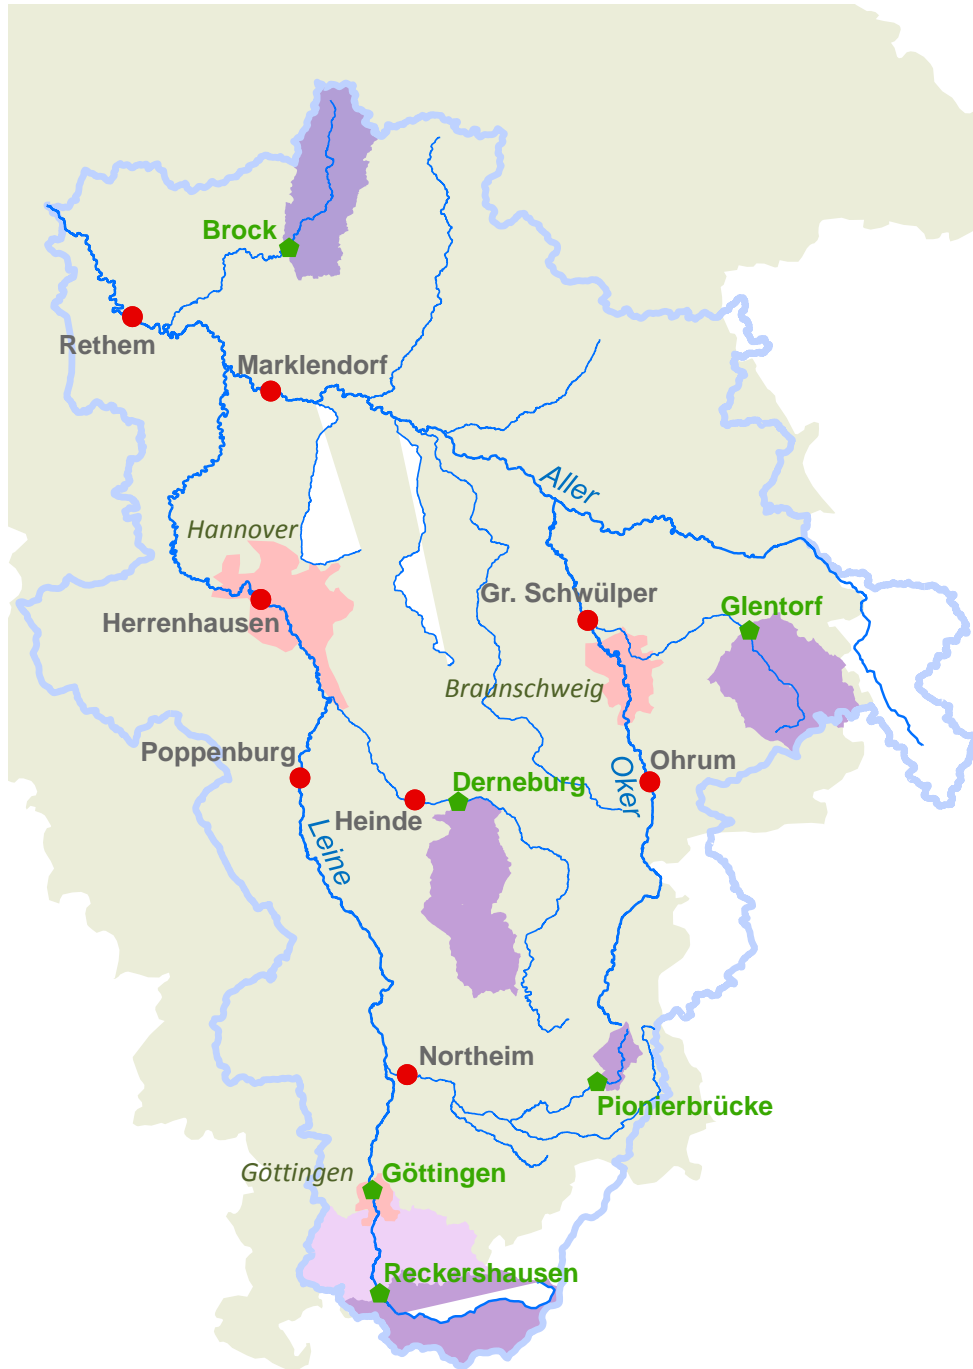 Brock
Rethem
Marklendorf
Aller
Hannover
Gr. Schwülper
Glentorf
Herrenhausen
Braunschweig
Poppenburg
Derneburg
Oker
Ohrum
Heinde
Leine
Northeim
Pionierbrücke
Göttingen
Göttingen
Reckershausen